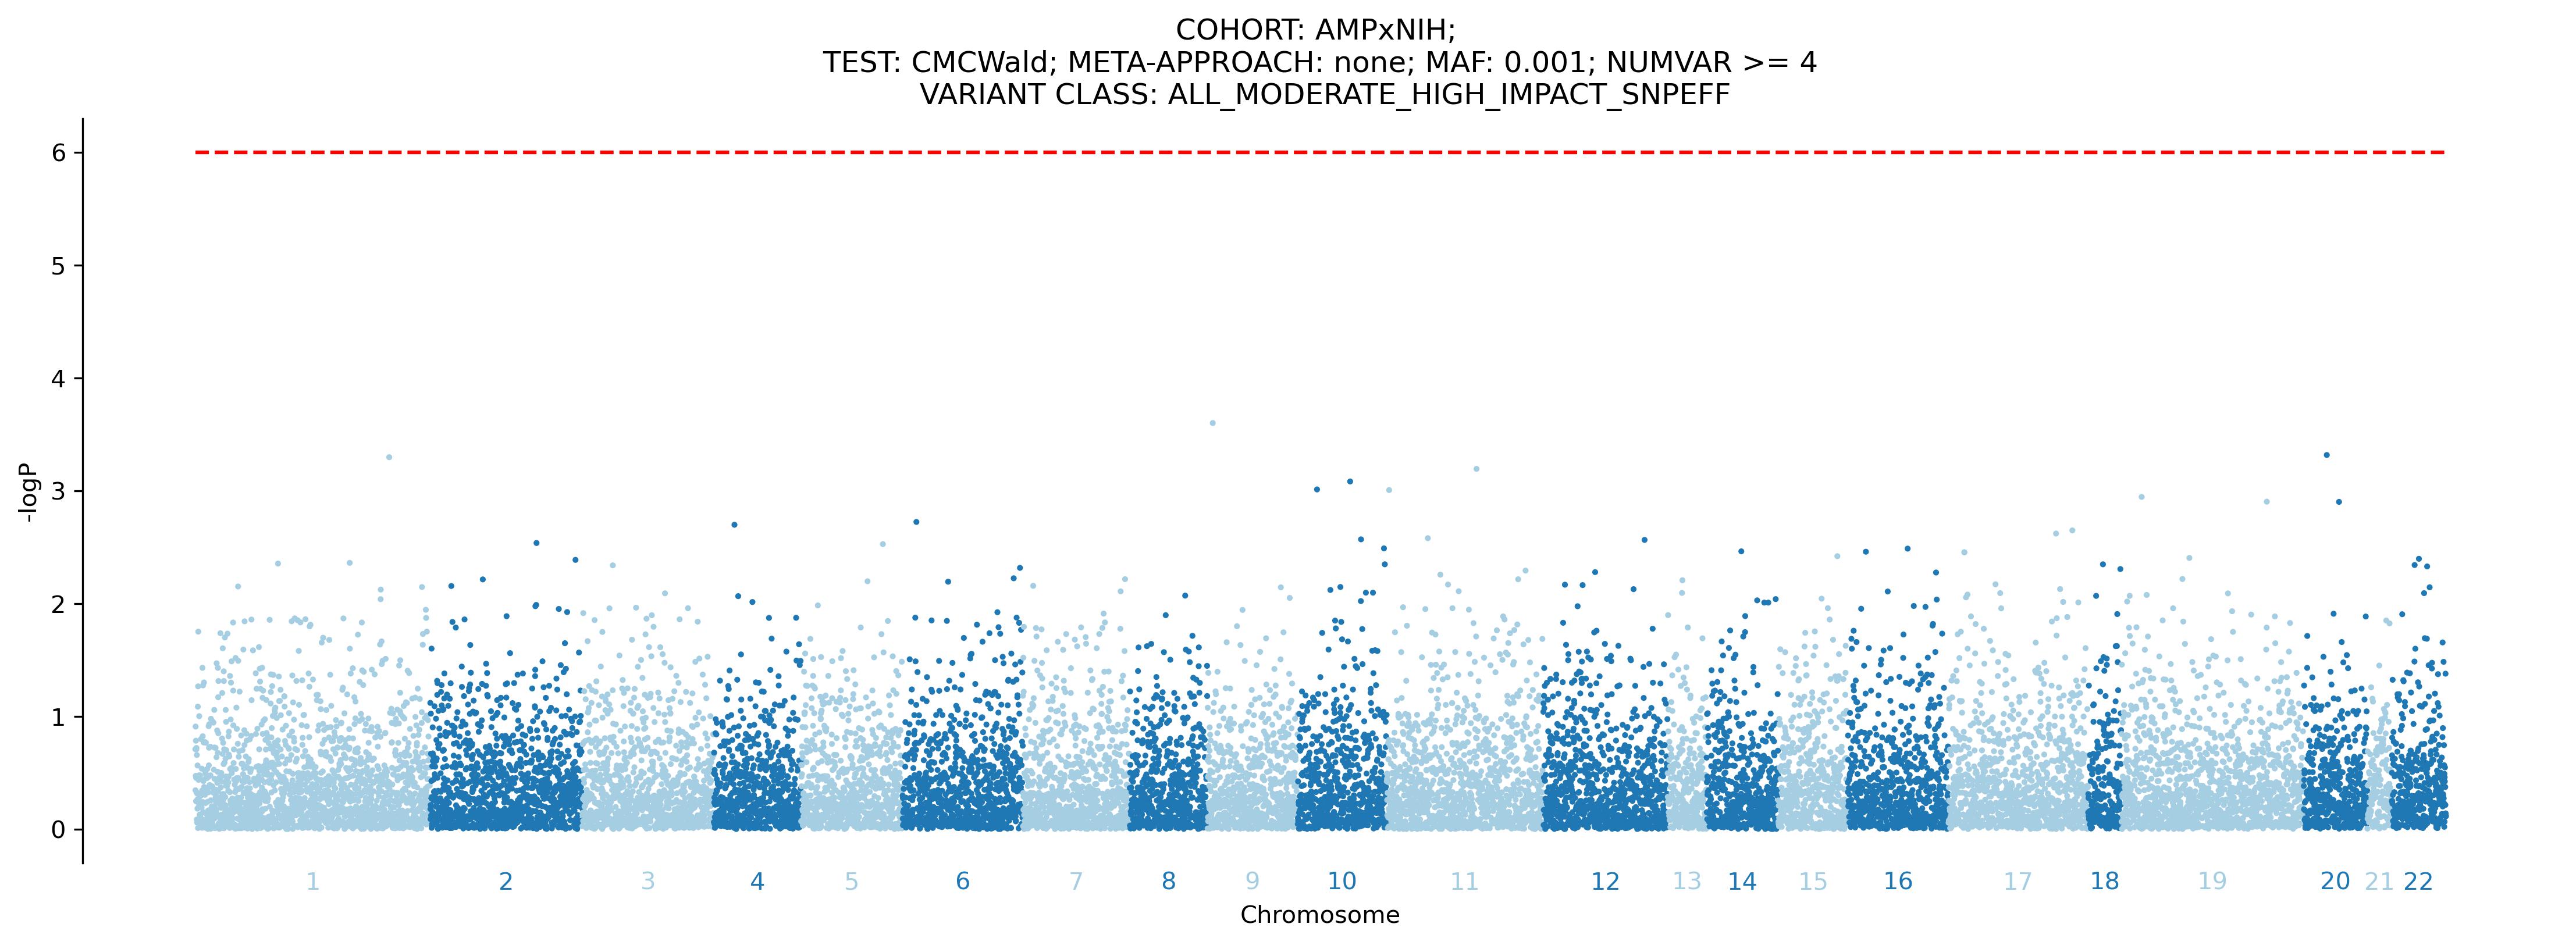 COHORT: AMPxNIH;
TEST: CMCWald; META-APPROACH: none; MAF: 0.001; NUMVAR >= 4
VARIANT CLASS: ALL_MODERATE_HIGH_IMPACT_SNPEFF
6
5
4
3
2
1
0
-logP
1 2 3 4 5 6 7 8 9 10 11 12 13 14 15 16 17 18 19 20 21 22
Chromosome